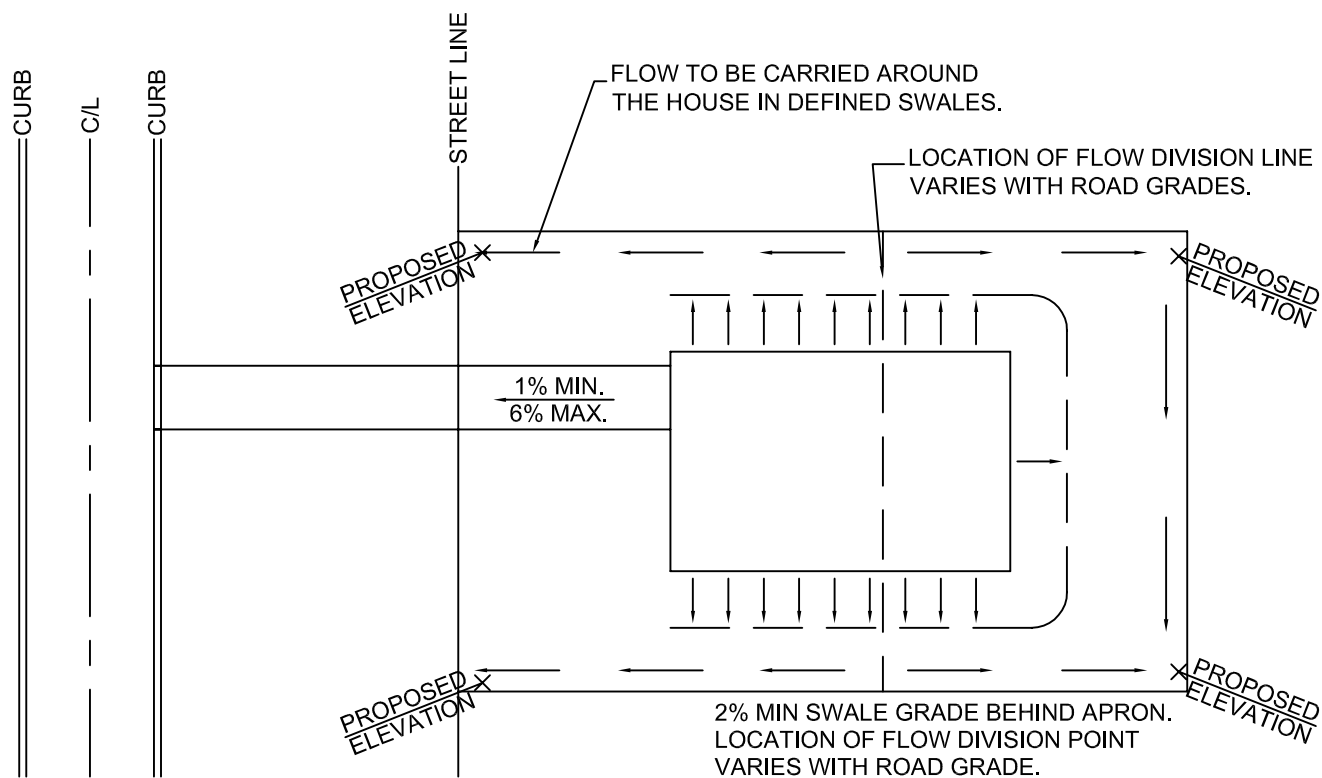 CURB
C/L
CURB
STREET LINE
FLOW TO BE CARRIED AROUND
THE HOUSE IN DEFINED SWALES.
LOCATION OF FLOW DIVISION LINE
VARIES WITH ROAD GRADES.
PROPOSED
ELEVATION
PROPOSED
ELEVATION
1% MIN.
6% MAX.
PROPOSED
ELEVATION
PROPOSED
ELEVATION
2% MIN SWALE GRADE BEHIND APRON.
LOCATION OF FLOW DIVISION POINT
VARIES WITH ROAD GRADE.